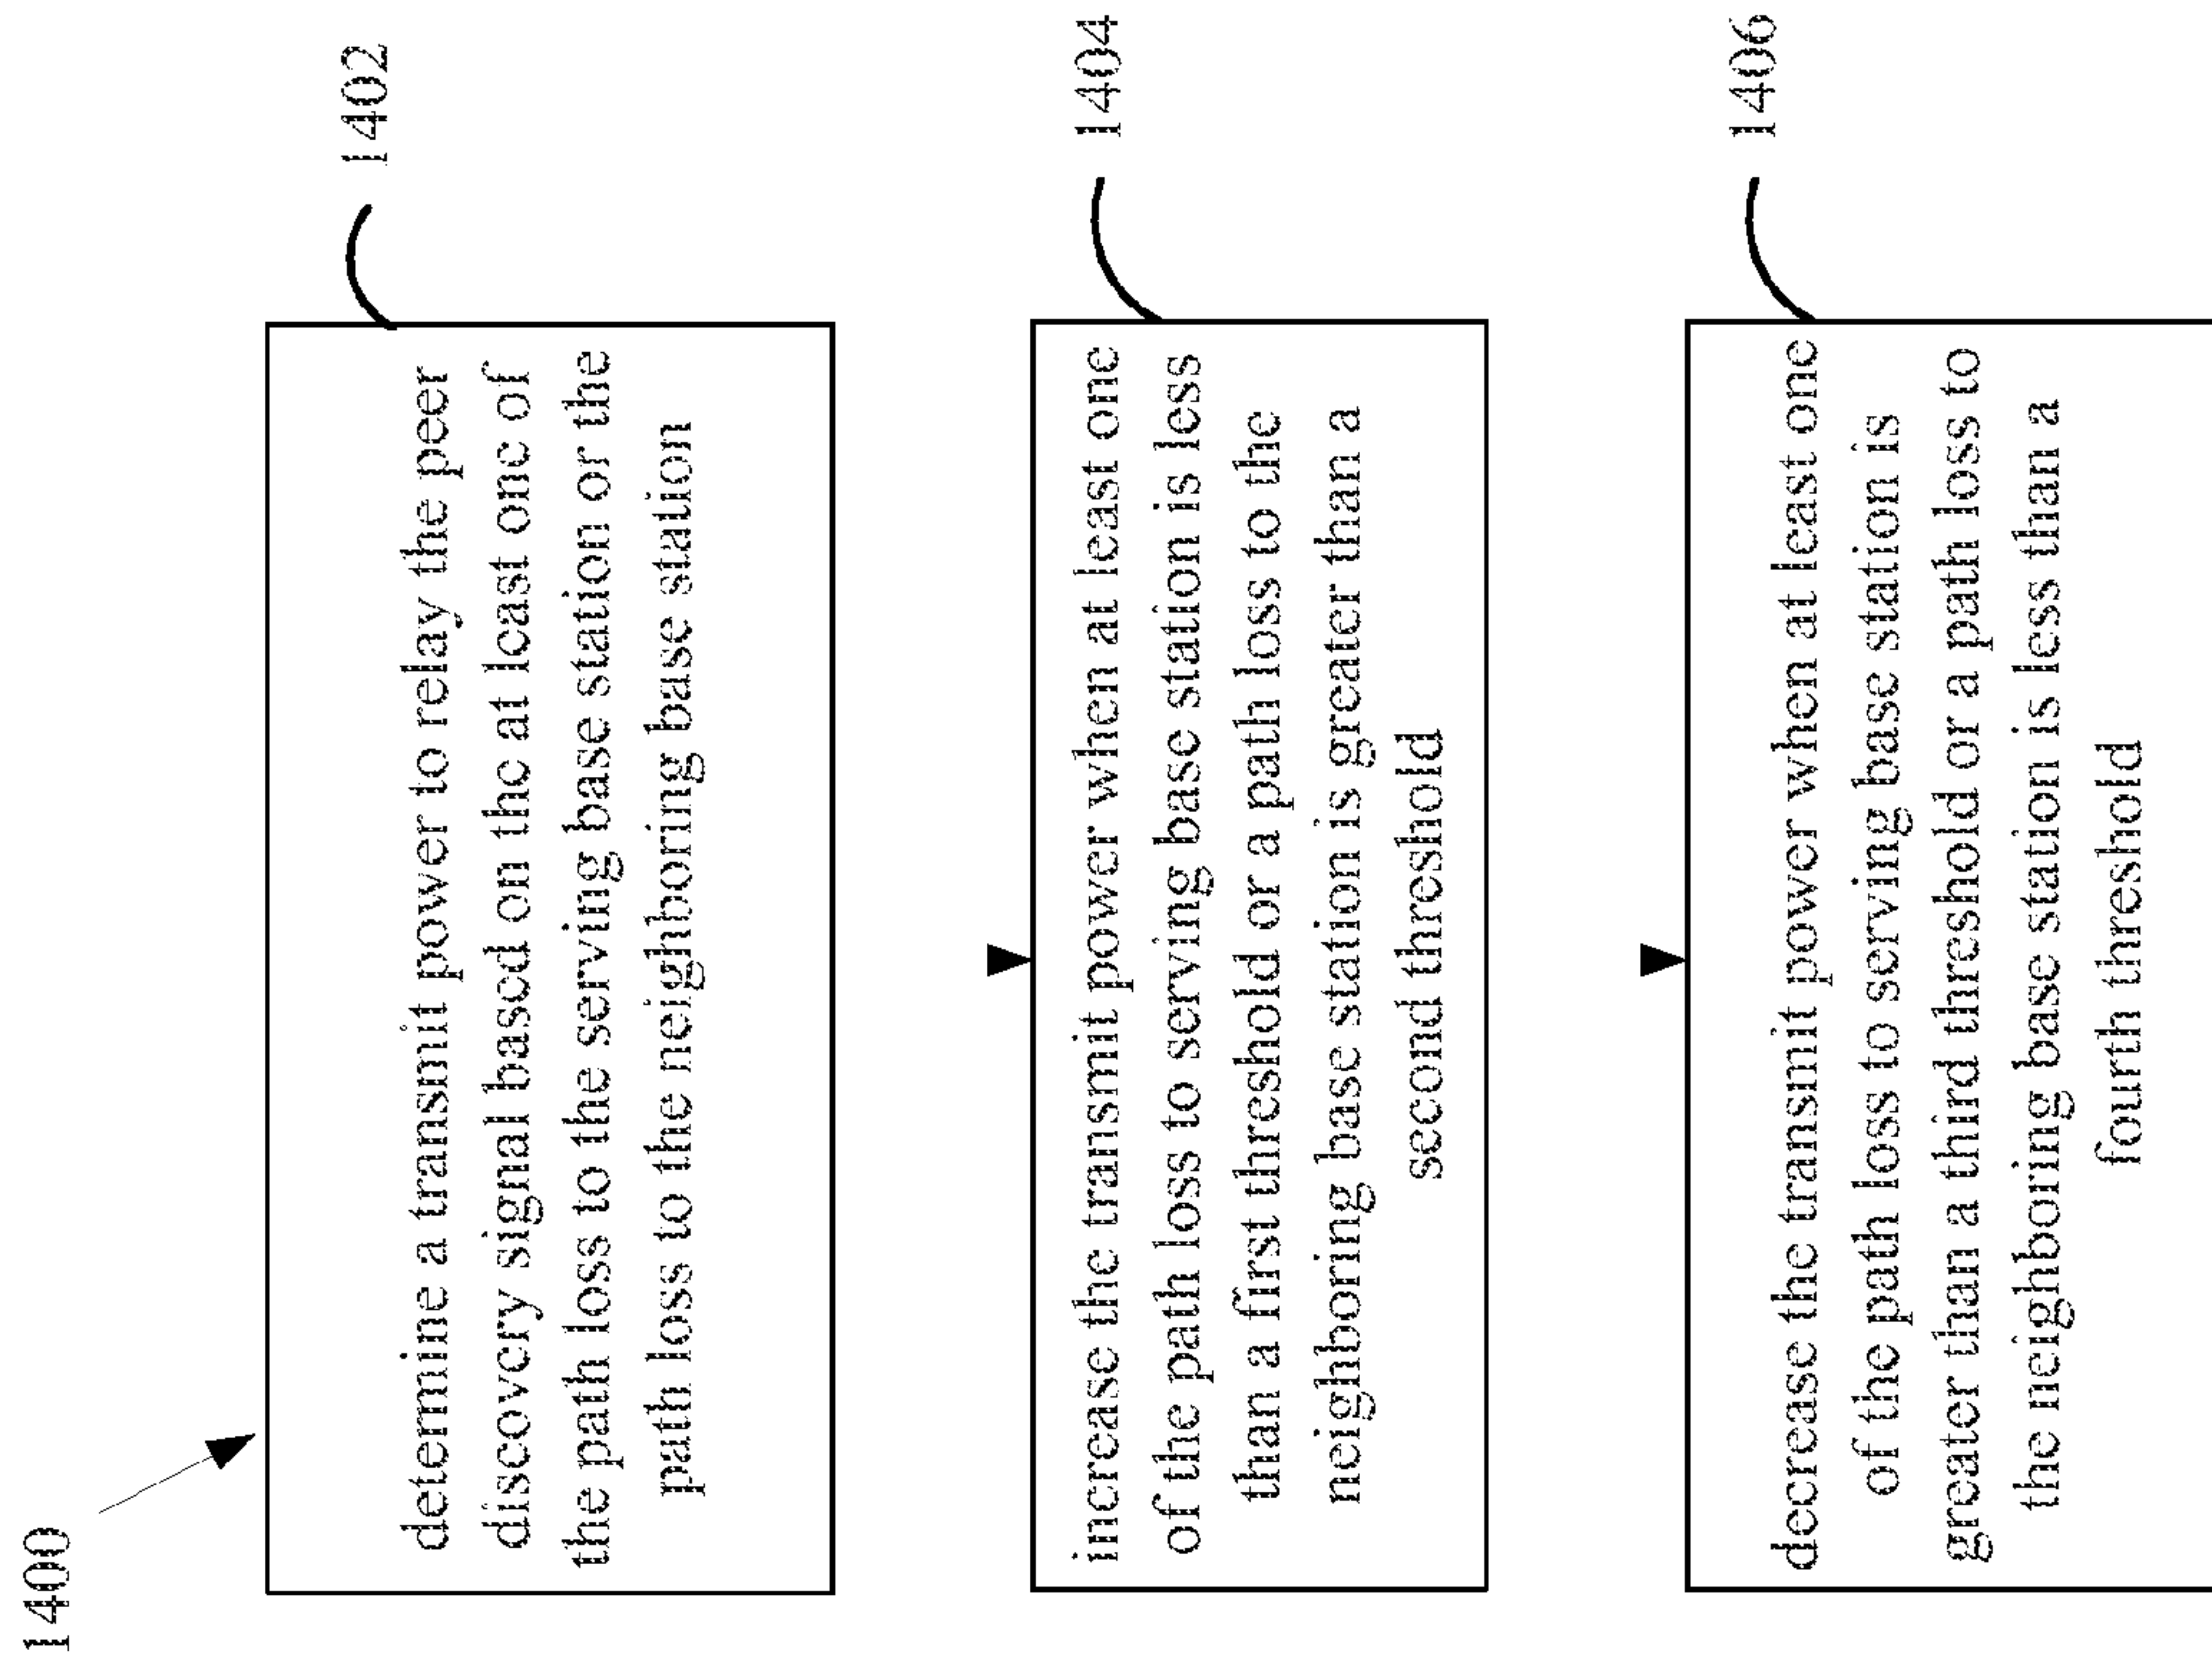 1400
1402
determine a transmit power to relay the peer
discovery signal based on the at least one of
the path loss to the serving base station or the
path loss to the neighboring base station
1404
increase the transmit power when at least one
of the path loss to serving base station is less
than a first threshold or a path loss to the
neighboring base station is greater than a
second threshold
1406
decrease the transmit power when at least one
of the path loss to serving base station is
greater than a third threshold or a path loss to
the neighboring base station is less than a
fourth threshold